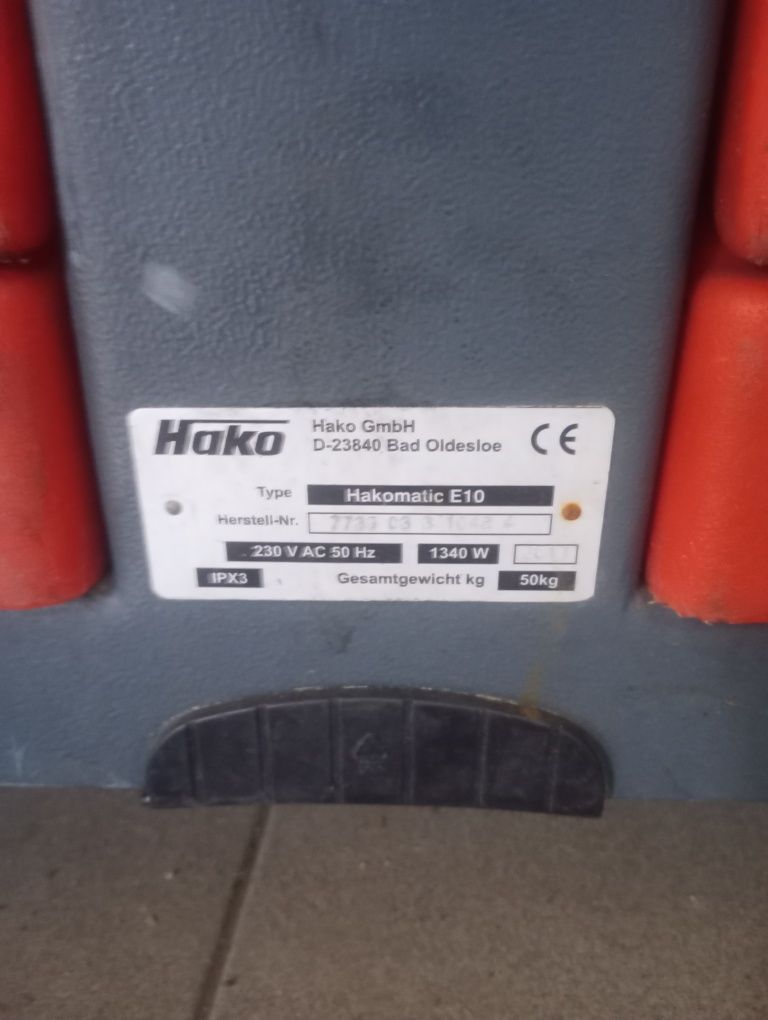 Hako
Hako GmbH
D-23840 Bad Oldesloe
CE
Type Hakomatic E10
Herstell-Nr.
230 V AC 50 Hz 1340 W
IPX3 Gesamtgewicht kg 50kg